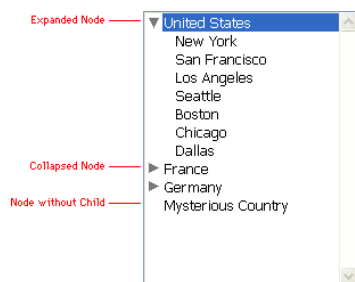 Expanded Node
United States
New York
San Francisco
Los Angeles
Seattle
Boston
Chicago
Dallas
Collapsed Node
France
Germany
Node without Child
Mysterious Country